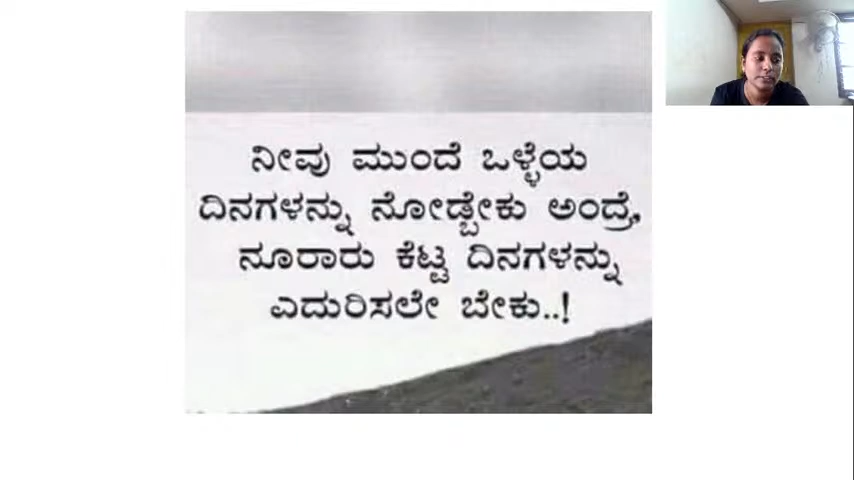 ನೀವು ಮುಂದೆ ಒಳ್ಳೆಯ
ದಿನಗಳನ್ನು ನೋಡ್ಬೇಕು ಅಂದ್ರೆ,
ನೂರಾರು ಕೆಟ್ಟ ದಿನಗಳನ್ನು
ಎದುರಿಸಲೇ ಬೇಕು..!